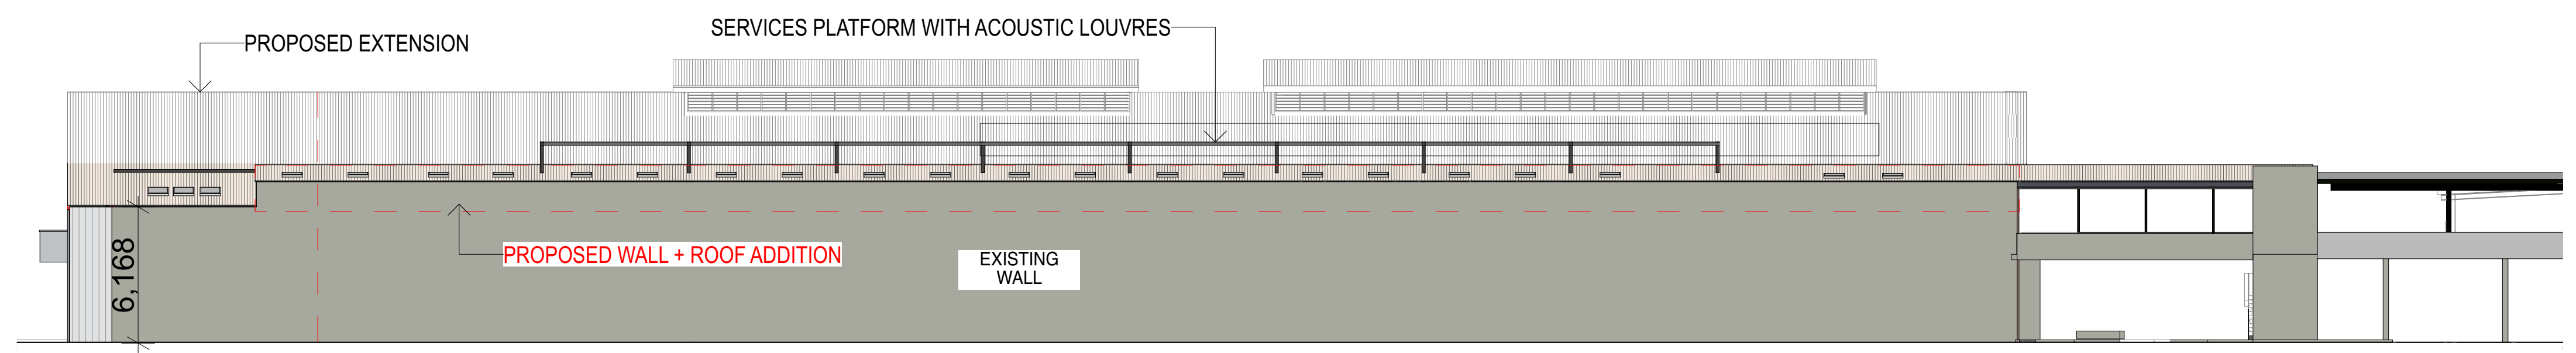 SERVICES PLATFORM WITH ACOUSTIC LOUVRES
PROPOSED EXTENSION
PROPOSED WALL + ROOF ADDITION
EXISTING
WALL
6,168